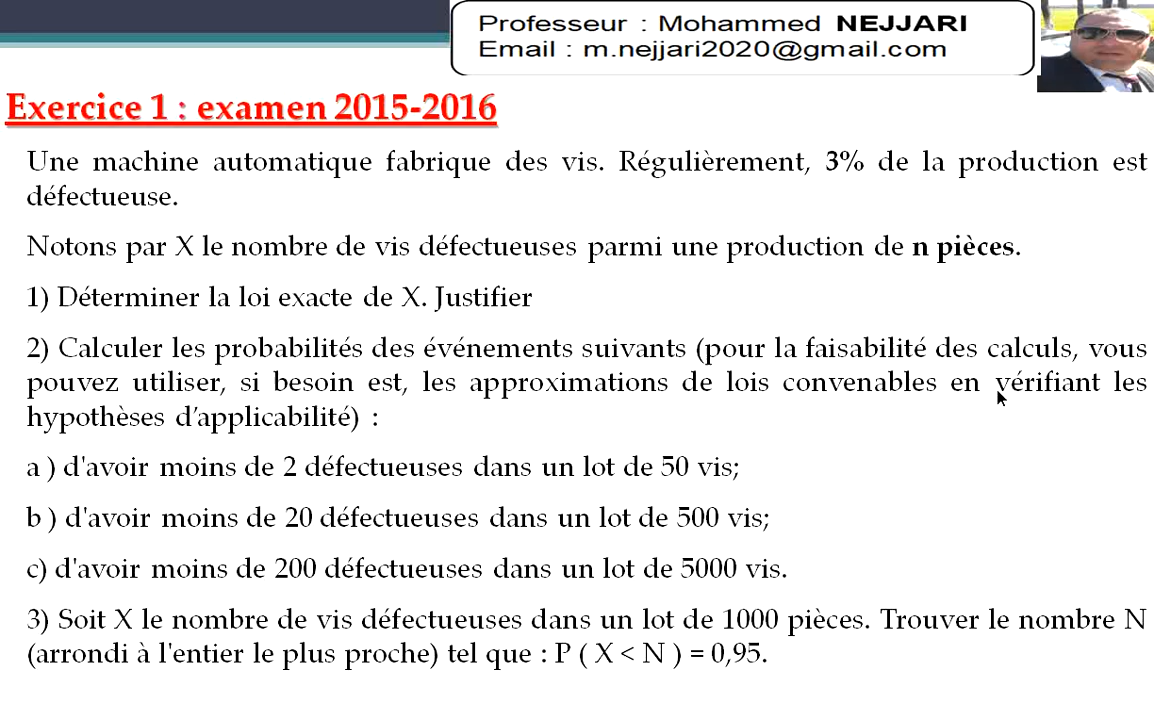 Professeur : Mohammed NEJJARI
Email : m.nejjari2020@gmail.com
Exercice 1 : examen 2015-2016
Une machine automatique fabrique des vis. Régulièrement, 3% de la production est
défectueuse.
Notons par X le nombre de vis défectueuses parmi une production de n pièces.
1) Déterminer la loi exacte de X. Justifier
2) Calculer les probabilités des événements suivants (pour la faisabilité des calculs, vous
pouvez utiliser, si besoin est, les approximations de lois convenables en vérifiant les
hypothèses d'applicabilité) :
a ) d'avoir moins de 2 défectueuses dans un lot de 50 vis;
b ) d'avoir moins de 20 défectueuses dans un lot de 500 vis;
c) d'avoir moins de 200 défectueuses dans un lot de 5000 vis.
3) Soit X le nombre de vis défectueuses dans un lot de 1000 pièces. Trouver le nombre N
(arrondi à l'entier le plus proche) tel que : P ( X < N ) = 0,95.